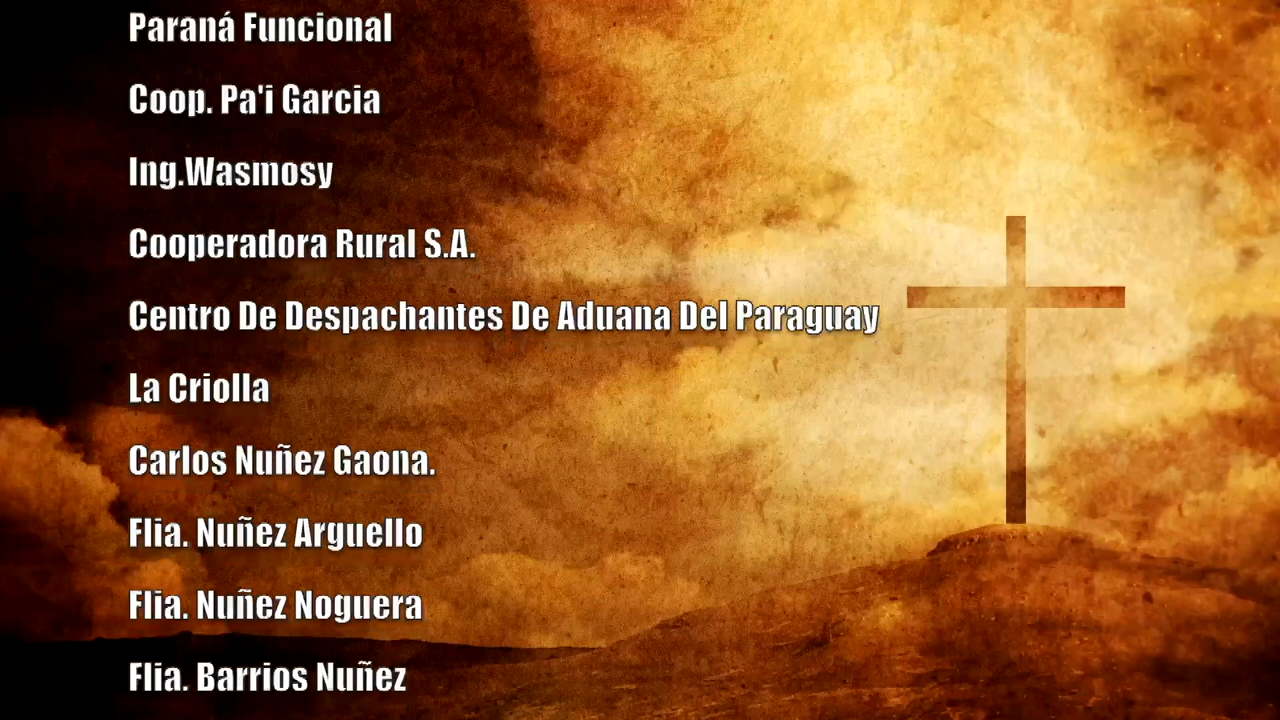 Paraná Funcional
Coop. Pa'i Garcia
Ing.Wasmosy
Cooperadora Rural S.A.
Centro De Despachantes De Aduana Del Paraguay
La Criolla
Carlos Nuñez Gaona.
Flia. Nuñez Arguello
Flia. Nuñez Noguera
Flia. Barrios Nuñez